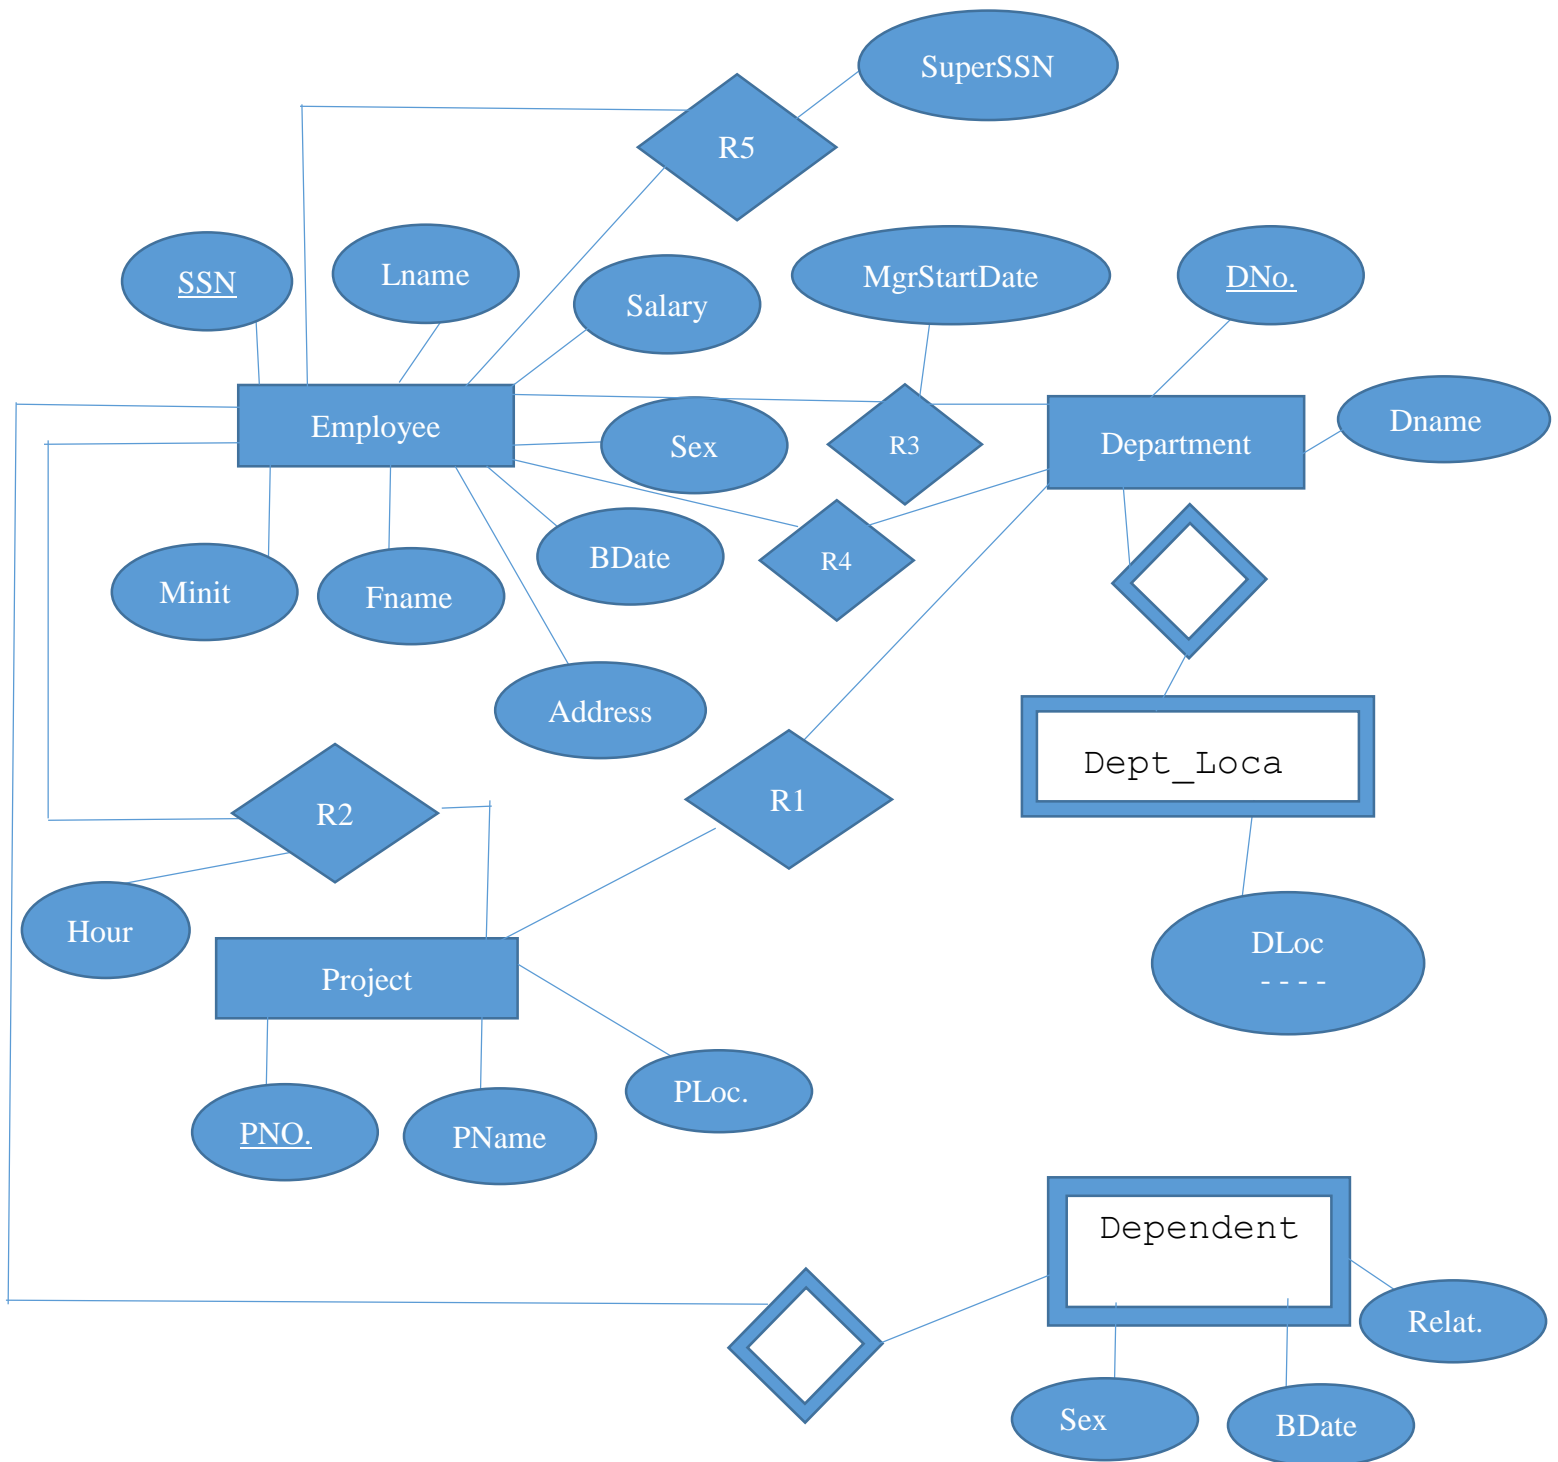 SuperSSN
R5
SSN
Lname
Salary
MgrStartDate
DNo.
Employee
Sex
R3
Department
Dname
Minit
Fname
BDate
R4
Address
Dept_Loca
R2
R1
Hour
DLoc
----
Project
PNO.
PName
PLoc.
Dependent
Relat.
Sex
BDate